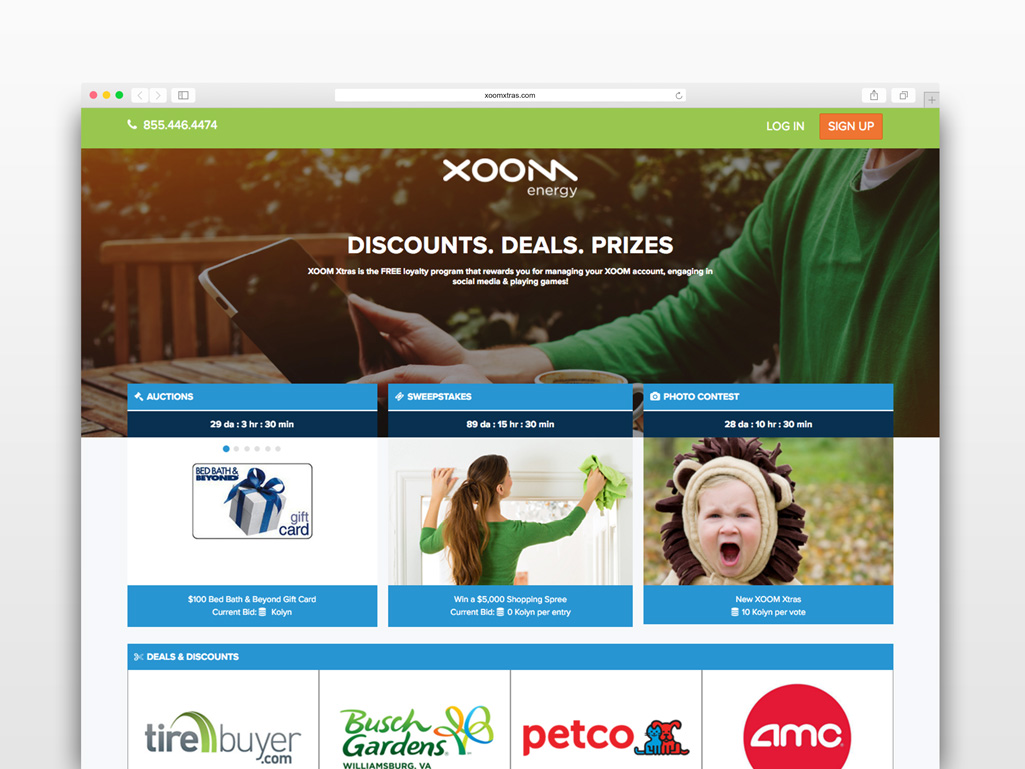 xoomxtras.com
855.446.4474
LOG IN
SIGN UP
XOOM
energy
DISCOUNTS. DEALS. PRIZES
XOOM Xtras is the FREE loyalty program that rewards you for managing your XOOM account, engaging in
social media & playing games!
AUCTIONS
29 da : 3 hr : 30 min
BED BATH &
BEYOND
gift
card
$100 Bed Bath & Beyond Gift Card
Current Bid: Kolyn
SWEEPSTAKES
89 da : 15 hr : 30 min
Win a $5,000 Shopping Spree
Current Bid: 0 Kolyn per entry
PHOTO CONTEST
28 da : 10 hr : 30 min
New XOOM Xtras
10 Kolyn per vote
DEALS & DISCOUNTS
tirebuyer
.com
Busch
Gardens
WILLIAMSBURG, VA
petco
amc